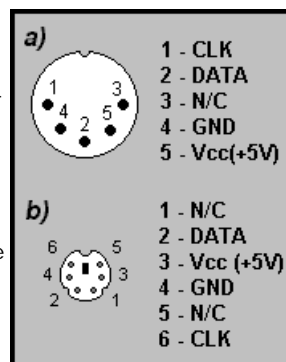 a)
1 - CLK
2 - DATA
3 - N/C
4 - GND
5 - Vcc(+5V)
1 3
4 5
2
b)
1 - N/C
2 - DATA
3 - Vcc (+5V)
4 - GND
5 - N/C
6 - CLK
6 5
4 3
2 1
e